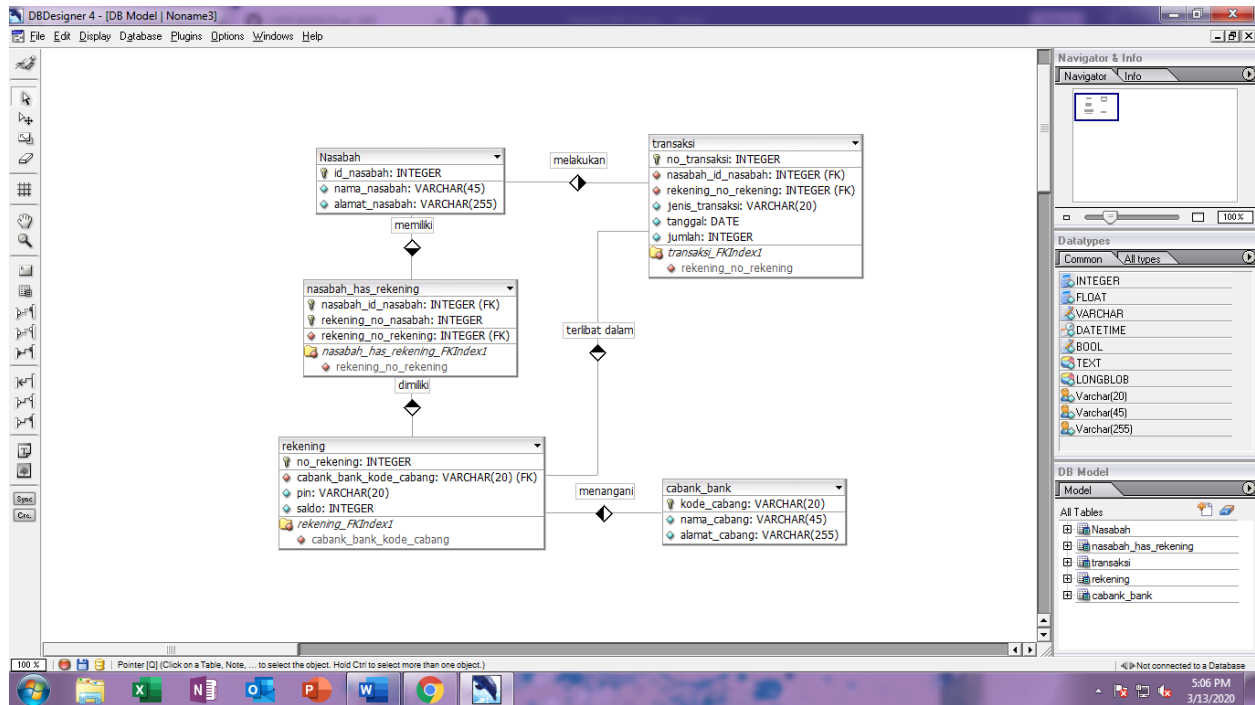 DBDesigner 4 - [DB Model | Noname3]
File Edit Display Database Plugins Options Windows Help
Nasabah
id_nasabah: INTEGER
nama_nasabah: VARCHAR(45)
alamat_nasabah: VARCHAR(255)
melakukan
transaksi
no_transaksi: INTEGER
nasabah_id_nasabah: INTEGER (FK)
rekening_no_rekening: INTEGER (FK)
jenis_transaksi: VARCHAR(20)
tanggal: DATE
jumlah: INTEGER
transaksi_FKIndex1
rekening_no_rekening
memiliki
nasabah_has_rekening
nasabah_id_nasabah: INTEGER (FK)
rekening_no_nasabah: INTEGER
rekening_no_rekening: INTEGER (FK)
nasabah_has_rekening_FKIndex1
rekening_no_rekening
terlibat dalam
dimiliki
rekening
no_rekening: INTEGER
cabank_bank_kode_cabang: VARCHAR(20) (FK)
pin: VARCHAR(20)
saldo: INTEGER
rekening_FKIndex1
cabank_bank_kode_cabang
menangani
cabank_bank
kode_cabang: VARCHAR(20)
nama_cabang: VARCHAR(45)
alamat_cabang: VARCHAR(255)
Navigator & Info
Navigator Info
100 %
Datatypes
Common All types
INTEGER
FLOAT
VARCHAR
DATETIME
BOOL
TEXT
LONGBLOB
Varchar(20)
Varchar(45)
Varchar(255)
DB Model
Model
All Tables
Nasabah
nasabah_has_rekening
transaksi
rekening
cabank_bank
Sync
100 %
Pointer [Q] (Click on a Table, Note, ... to select the object. Hold Ctrl to select more than one object.)
Not connected to a Database
5:06 PM
3/13/2020